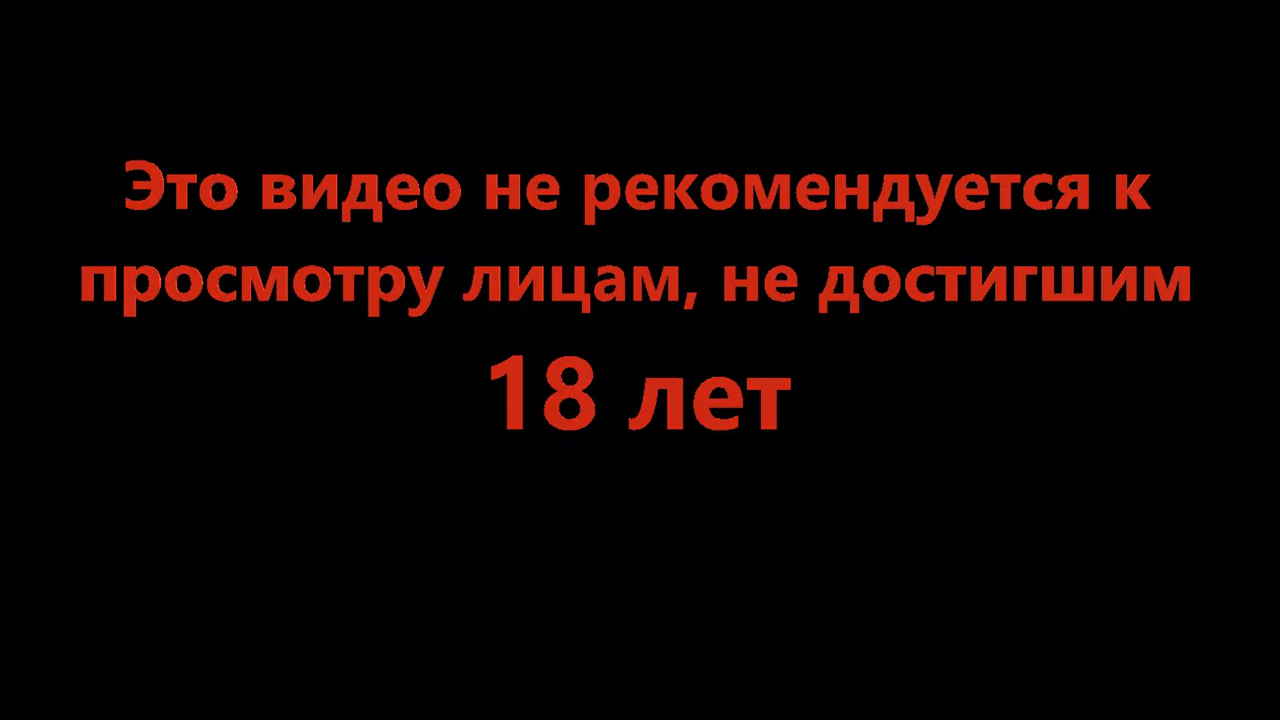 Это видео не рекомендуется к
просмотру лицам, не достигшим
18 лет